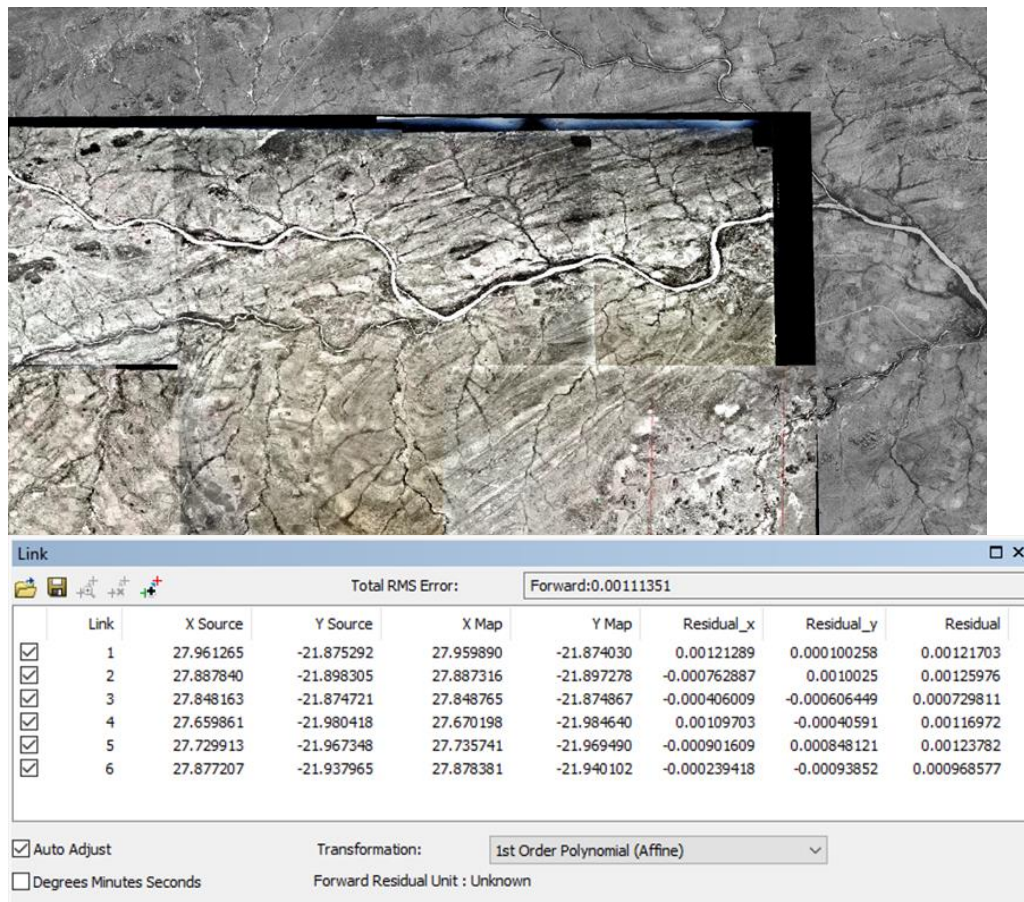 Link
Total RMS Error: Forward:0.00111351
Link X Source Y Source X Map Y Map Residual_x Residual_y Residual
1 27.961265 -21.875292 27.959890 -21.874030 0.00121289 0.000100258 0.00121703
2 27.887840 -21.898305 27.887316 -21.897278 -0.000762887 0.0010025 0.00125976
3 27.848163 -21.874721 27.848765 -21.874867 -0.000406009 -0.000606449 0.000729811
4 27.659861 -21.980418 27.670198 -21.984640 0.00109703 -0.00040591 0.00116972
5 27.729913 -21.967348 27.735741 -21.969490 -0.000901609 0.000848121 0.00123782
6 27.877207 -21.937965 27.878381 -21.940102 -0.000239418 -0.00093852 0.000968577
Auto Adjust Transformation: 1st Order Polynomial (Affine)
Degrees Minutes Seconds Forward Residual Unit : Unknown